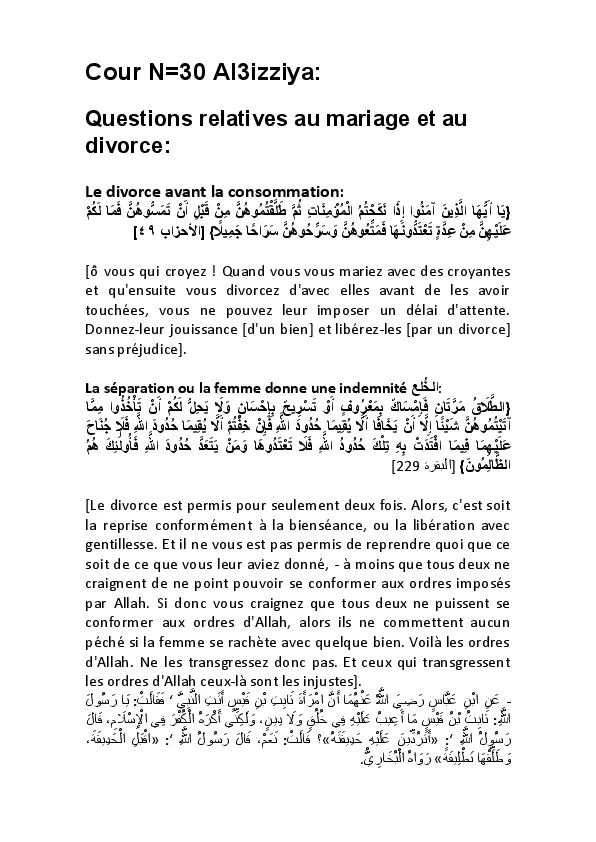 Cour N=30 Al3izziya:
Questions relatives au mariage et au
divorce:
Le divorce avant la consommation:
{يَا أَيُّهَا الَّذِينَ آمَنُوا إِذَا نَكَحْتُمُ الْمُؤْمِنَاتِ ثُمَّ طَلَّقْتُمُوهُنَّ مِنْ قَبْلِ أَنْ تَمَسُّوهُنَّ فَمَا لَكُمْ
عَلَيْهِنَّ مِنْ عِدَّةٍ تَعْتَدُّونَهَا فَمَتِّعُوهُنَّ وَسَرِّحُوهُنَّ سَرَاحًا جَمِيلًا} [الأحزاب ٤٩]
[ô vous qui croyez ! Quand vous vous mariez avec des croyantes
et qu'ensuite vous divorcez d'avec elles avant de les avoir
touchées, vous ne pouvez leur imposer un délai d'attente.
Donnez-leur jouissance [d'un bien] et libérez-les [par un divorce]
sans préjudice].
La séparation ou la femme donne une indemnité الخُلع:
{الطَّلَاقُ مَرَّتَانِ فَإِمْسَاكٌ بِمَعْرُوفٍ أَوْ تَسْرِيحٌ بِإِحْسَانٍ وَلَا يَحِلُّ لَكُمْ أَنْ تَأْخُذُوا مِمَّا
آتَيْتُمُوهُنَّ شَيْئًا إِلَّا أَنْ يَخَافَا أَلَّا يُقِيمَا حُدُودَ اللَّهِ فَإِنْ خِفْتُمْ أَلَّا يُقِيمَا حُدُودَ اللَّهِ فَلَا جُنَاحَ
عَلَيْهِمَا فِيمَا افْتَدَتْ بِهِ تِلْكَ حُدُودُ اللَّهِ فَلَا تَعْتَدُوهَا وَمَنْ يَتَعَدَّ حُدُودَ اللَّهِ فَأُولَئِكَ هُمُ
الظَّالِمُونَ} [البقرة 229]
[Le divorce est permis pour seulement deux fois. Alors, c'est soit
la reprise conformément à la bienséance, ou la libération avec
gentillesse. Et il ne vous est pas permis de reprendre quoi que ce
soit de ce que vous leur aviez donné, - à moins que tous deux ne
craignent de ne point pouvoir se conformer aux ordres imposés
par Allah. Si donc vous craignez que tous deux ne puissent se
conformer aux ordres d'Allah, alors ils ne commettent aucun
péché si la femme se rachète avec quelque bien. Voilà les ordres
d'Allah. Ne les transgressez donc pas. Et ceux qui transgressent
les ordres d'Allah ceux-là sont les injustes].
- عَنِ ابْنِ عَبَّاسٍ رَضِيَ اللَّهُ عَنْهُمَا أَنَّ امْرَأَةَ ثَابِتِ بْنِ قَيْسٍ أَتَتِ النَّبِيَّ ‘ فَقَالَتْ: يَا رَسُولَ
اللَّهِ: ثَابِتُ بْنُ قَيْسٍ مَا أَعِيبُ عَلَيْهِ فِي خُلُقٍ وَلَا دِينٍ، وَلَكِنِّي أَكْرَهُ الْكُفْرَ فِي الْإِسْلَامِ، قَالَ
رَسُولُ اللَّهِ ‘: «أَتَرُدِّينَ عَلَيْهِ حَدِيقَتَهُ»؟ قَالَتْ: نَعَمْ، قَالَ رَسُولُ اللَّهِ ‘: «اقْبَلِ الْحَدِيقَةَ،
وَطَلِّقْهَا تَطْلِيقَةً» رَوَاهُ الْبُخَارِيُّ.